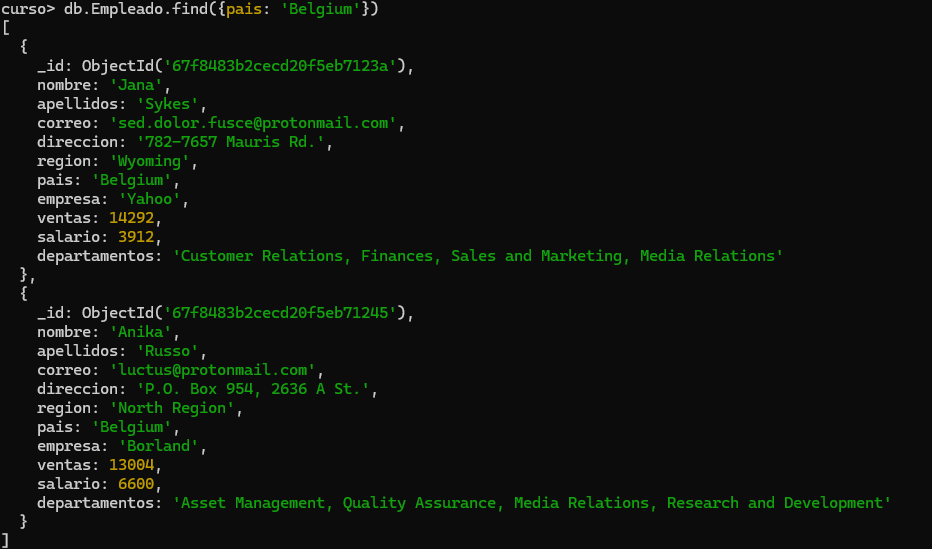 curso> db.Empleado.find({pais: 'Belgium'})
[
  {
    _id: ObjectId('67f8483b2cecd20f5eb7123a'),
    nombre: 'Jana',
    apellidos: 'Sykes',
    correo: 'sed.dolor.fusce@protonmail.com',
    direccion: '782-7657 Mauris Rd.',
    region: 'Wyoming',
    pais: 'Belgium',
    empresa: 'Yahoo',
    ventas: 14292,
    salario: 3912,
    departamentos: 'Customer Relations, Finances, Sales and Marketing, Media Relations'
  },
  {
    _id: ObjectId('67f8483b2cecd20f5eb71245'),
    nombre: 'Anika',
    apellidos: 'Russo',
    correo: 'luctus@protonmail.com',
    direccion: 'P.O. Box 954, 2636 A St.',
    region: 'North Region',
    pais: 'Belgium',
    empresa: 'Borland',
    ventas: 13004,
    salario: 6600,
    departamentos: 'Asset Management, Quality Assurance, Media Relations, Research and Development'
  }
]